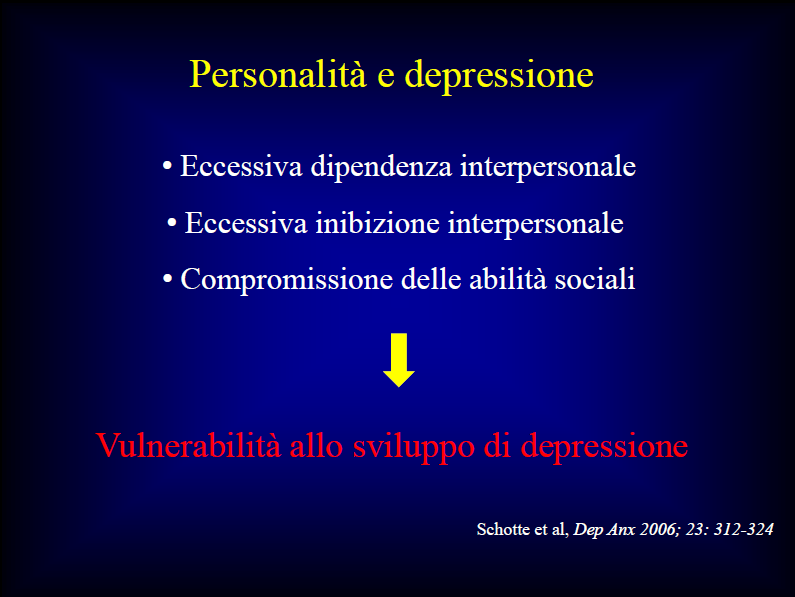 Personalità e depressione
• Eccessiva dipendenza interpersonale
• Eccessiva inibizione interpersonale
• Compromissione delle abilità sociali
Vulnerabilità allo sviluppo di depressione
Schotte et al, Dep Anx 2006; 23: 312-324